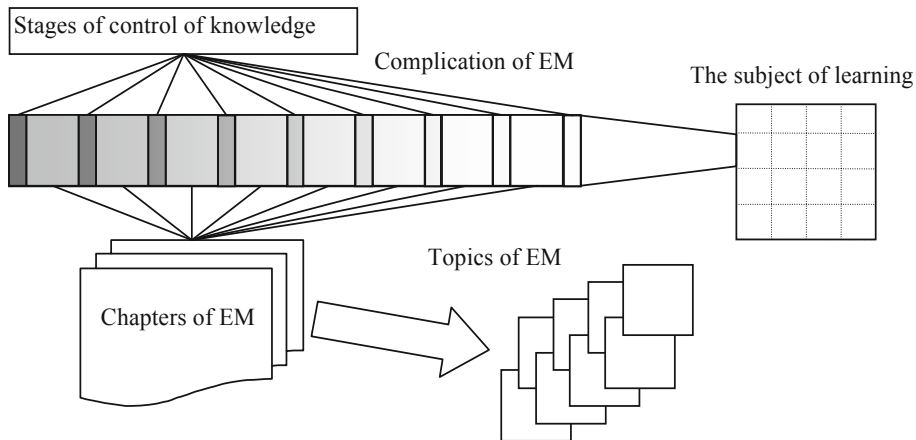 Stages of control of knowledge
Complication of EM
The subject of learning
Topics of EM
Chapters of EM